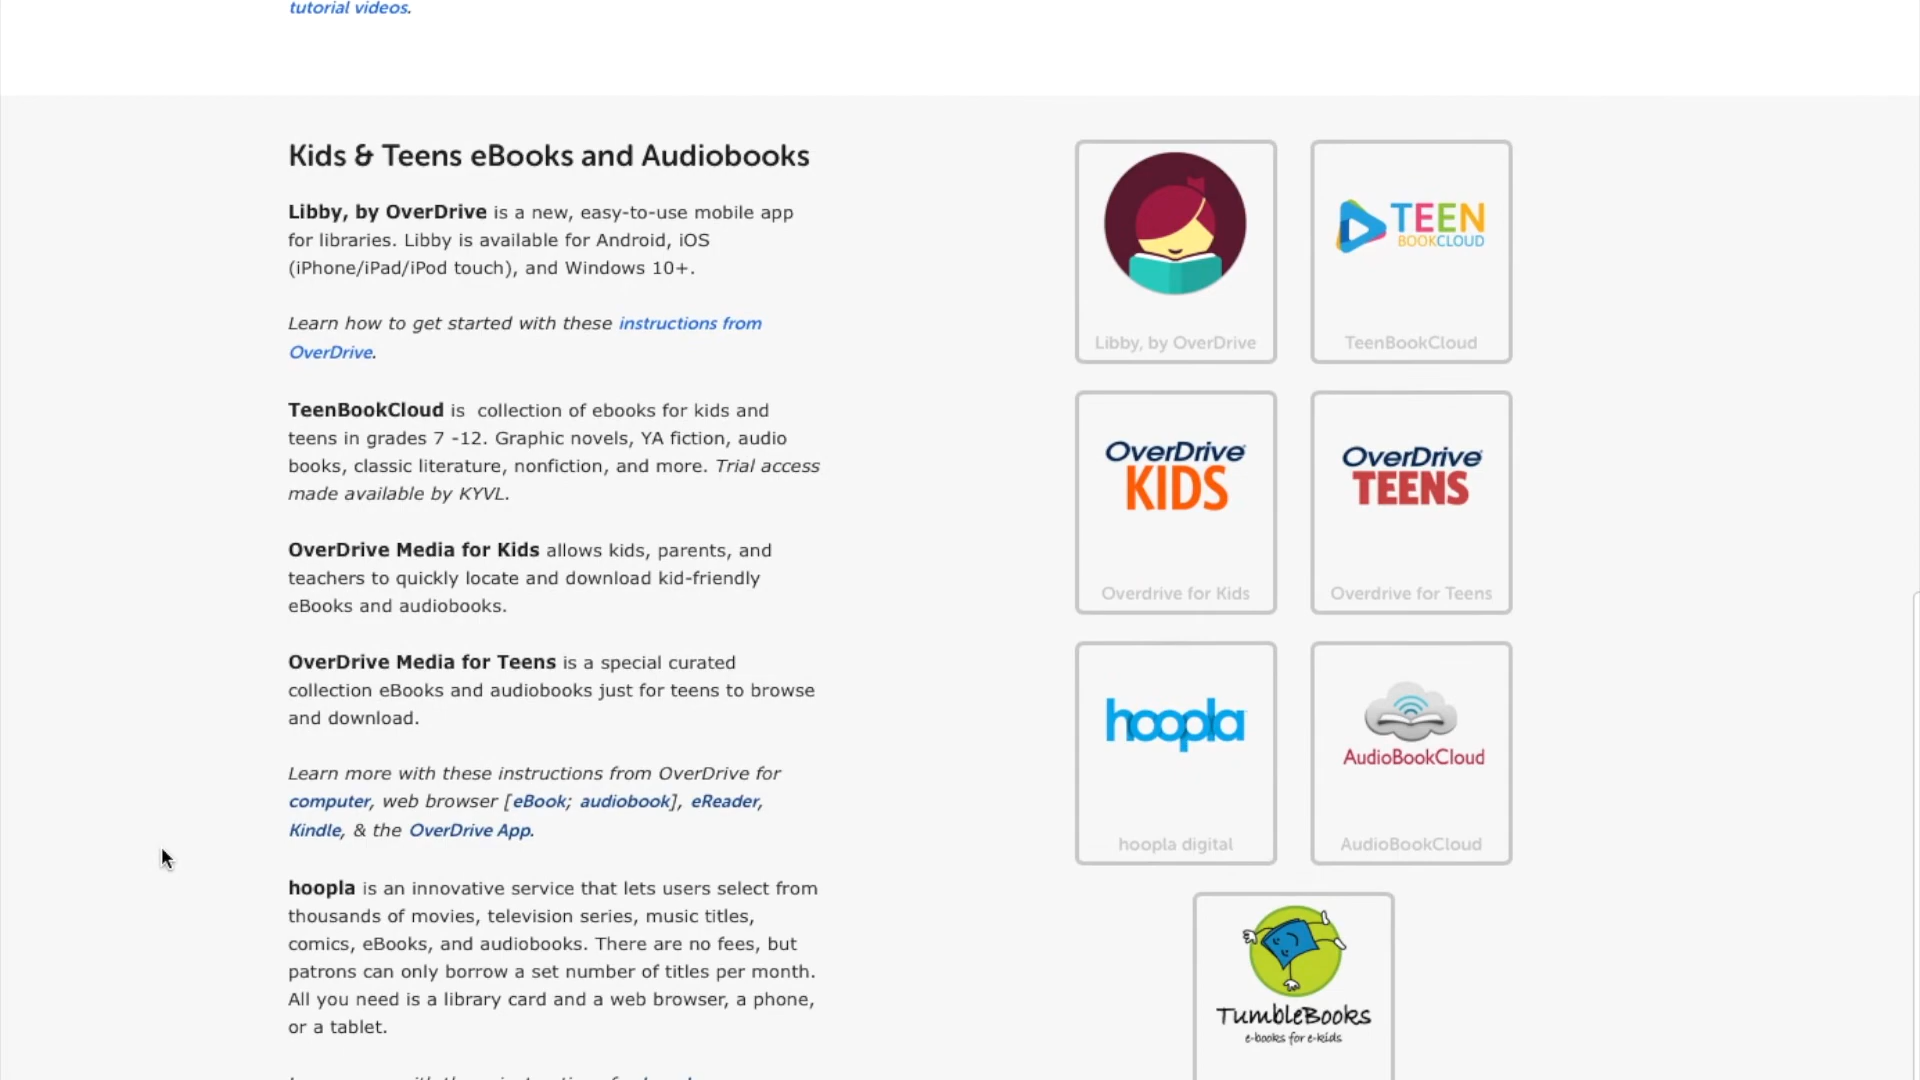 tutorial videos.
Kids & Teens eBooks and Audiobooks
Libby, by OverDrive is a new, easy-to-use mobile app
for libraries. Libby is available for Android, iOS
(iPhone/iPad/iPod touch), and Windows 10+.
Learn how to get started with these instructions from
OverDrive.
TeenBookCloud is  collection of ebooks for kids and
teens in grades 7 -12. Graphic novels, YA fiction, audio
books, classic literature, nonfiction, and more. Trial access
made available by KYVL.
OverDrive Media for Kids allows kids, parents, and
teachers to quickly locate and download kid-friendly
eBooks and audiobooks.
OverDrive Media for Teens is a special curated
collection eBooks and audiobooks just for teens to browse
and download.
Learn more with these instructions from OverDrive for
computer, web browser [eBook; audiobook], eReader,
Kindle, & the OverDrive App.
hoopla is an innovative service that lets users select from
thousands of movies, television series, music titles,
comics, eBooks, and audiobooks. There are no fees, but
patrons can only borrow a set number of titles per month.
All you need is a library card and a web browser, a phone,
or a tablet.
Libby, by OverDrive
TEEN
BOOKCLOUD
TeenBookCloud
OverDrive
KIDS
Overdrive for Kids
OverDrive
TEENS
Overdrive for Teens
hoopla
hoopla digital
AudioBookCloud
AudioBookCloud
TumbleBooks
e-books for e-kids